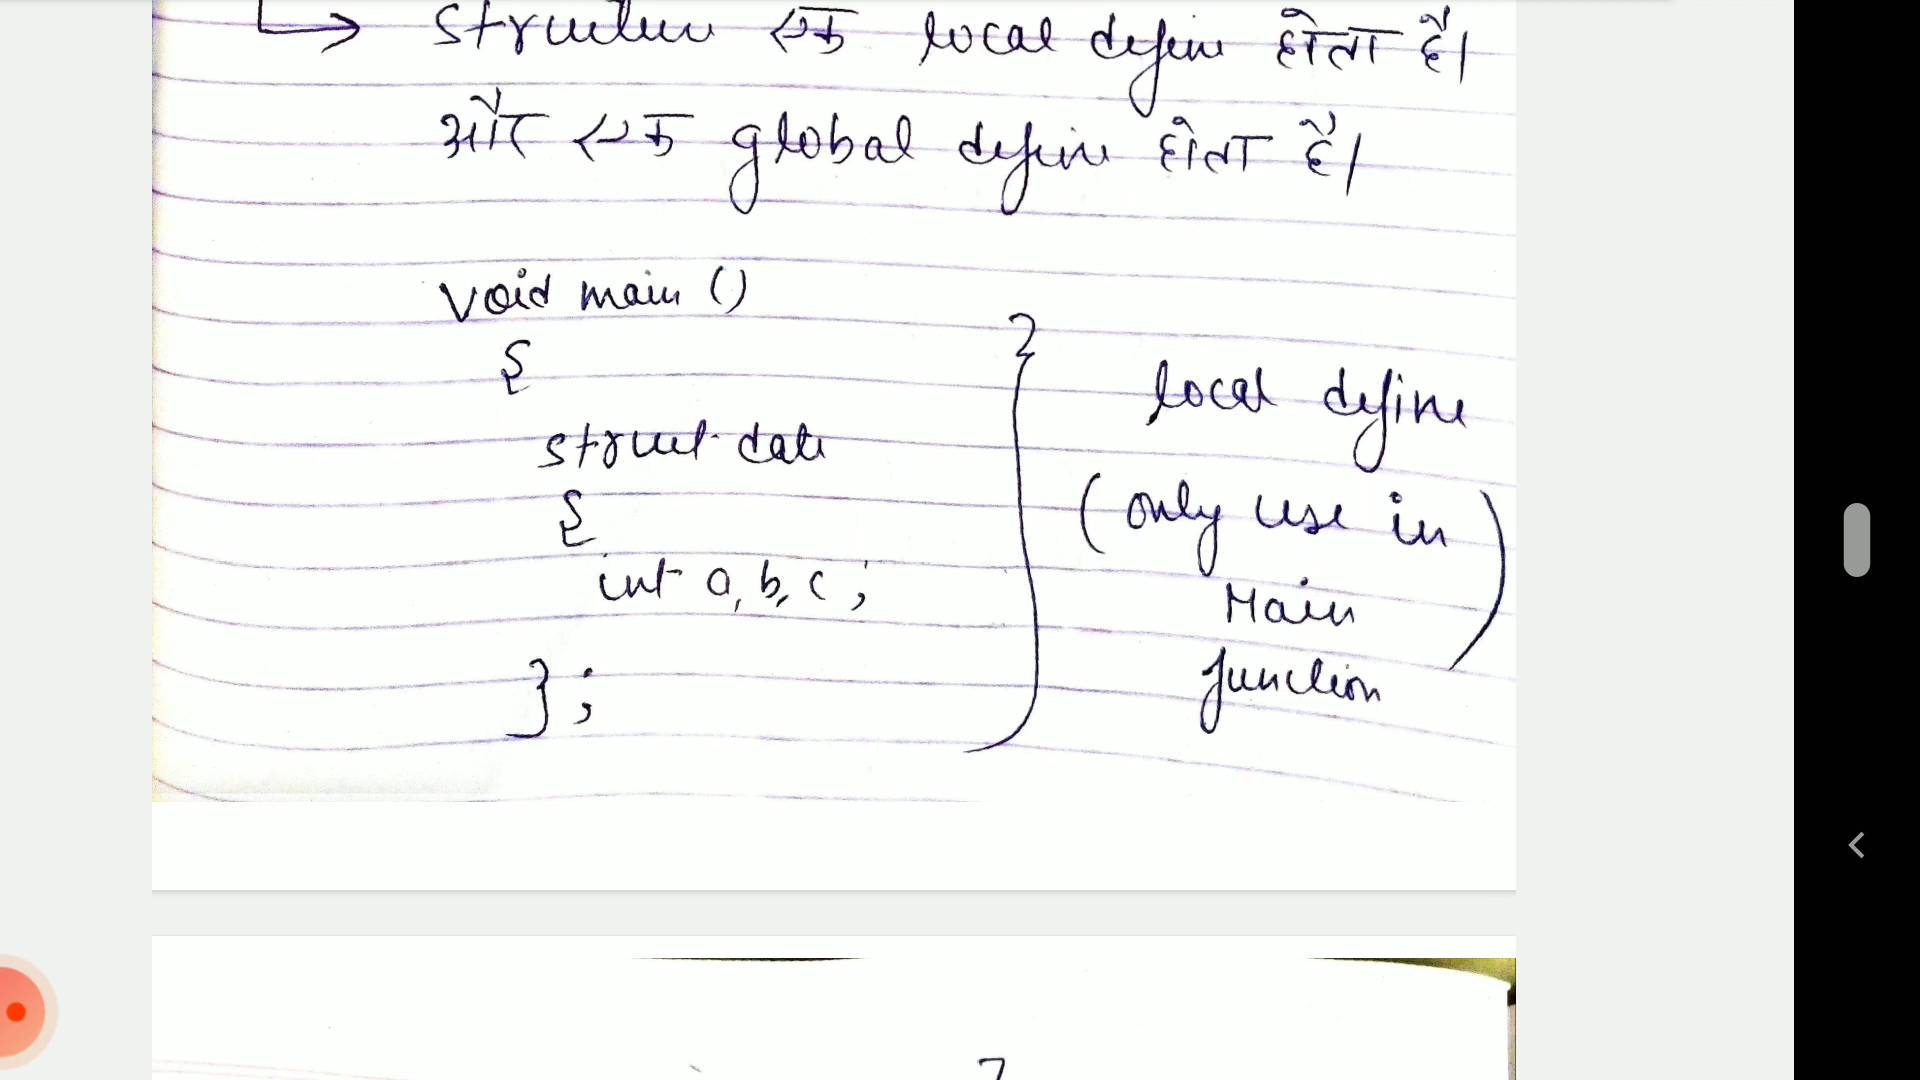 structure एक local define होता है।
और एक global define होता है।
void main ()
{
struct date
{
int a, b, c ;
} ;
}
local define
(only use in
Main
function)